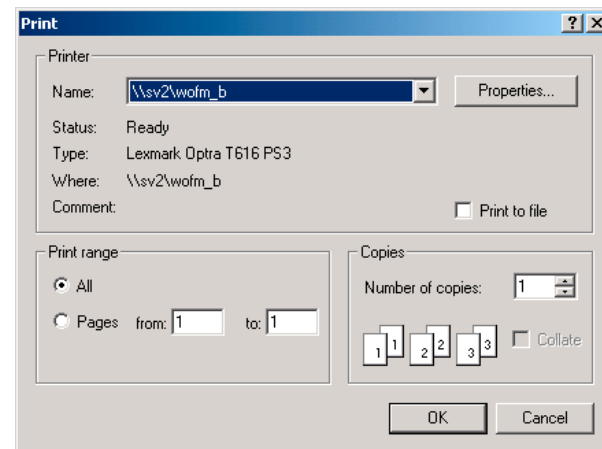 Print
Printer
Name: \\sv2\wofm_b Properties...
Status: Ready
Type: Lexmark Optra T616 PS3
Where: \\sv2\wofm_b
Comment: Print to file
Print range
All
Pages from: 1 to: 1
Copies
Number of copies: 1
1 1 2 2 3 3 Collate
OK Cancel